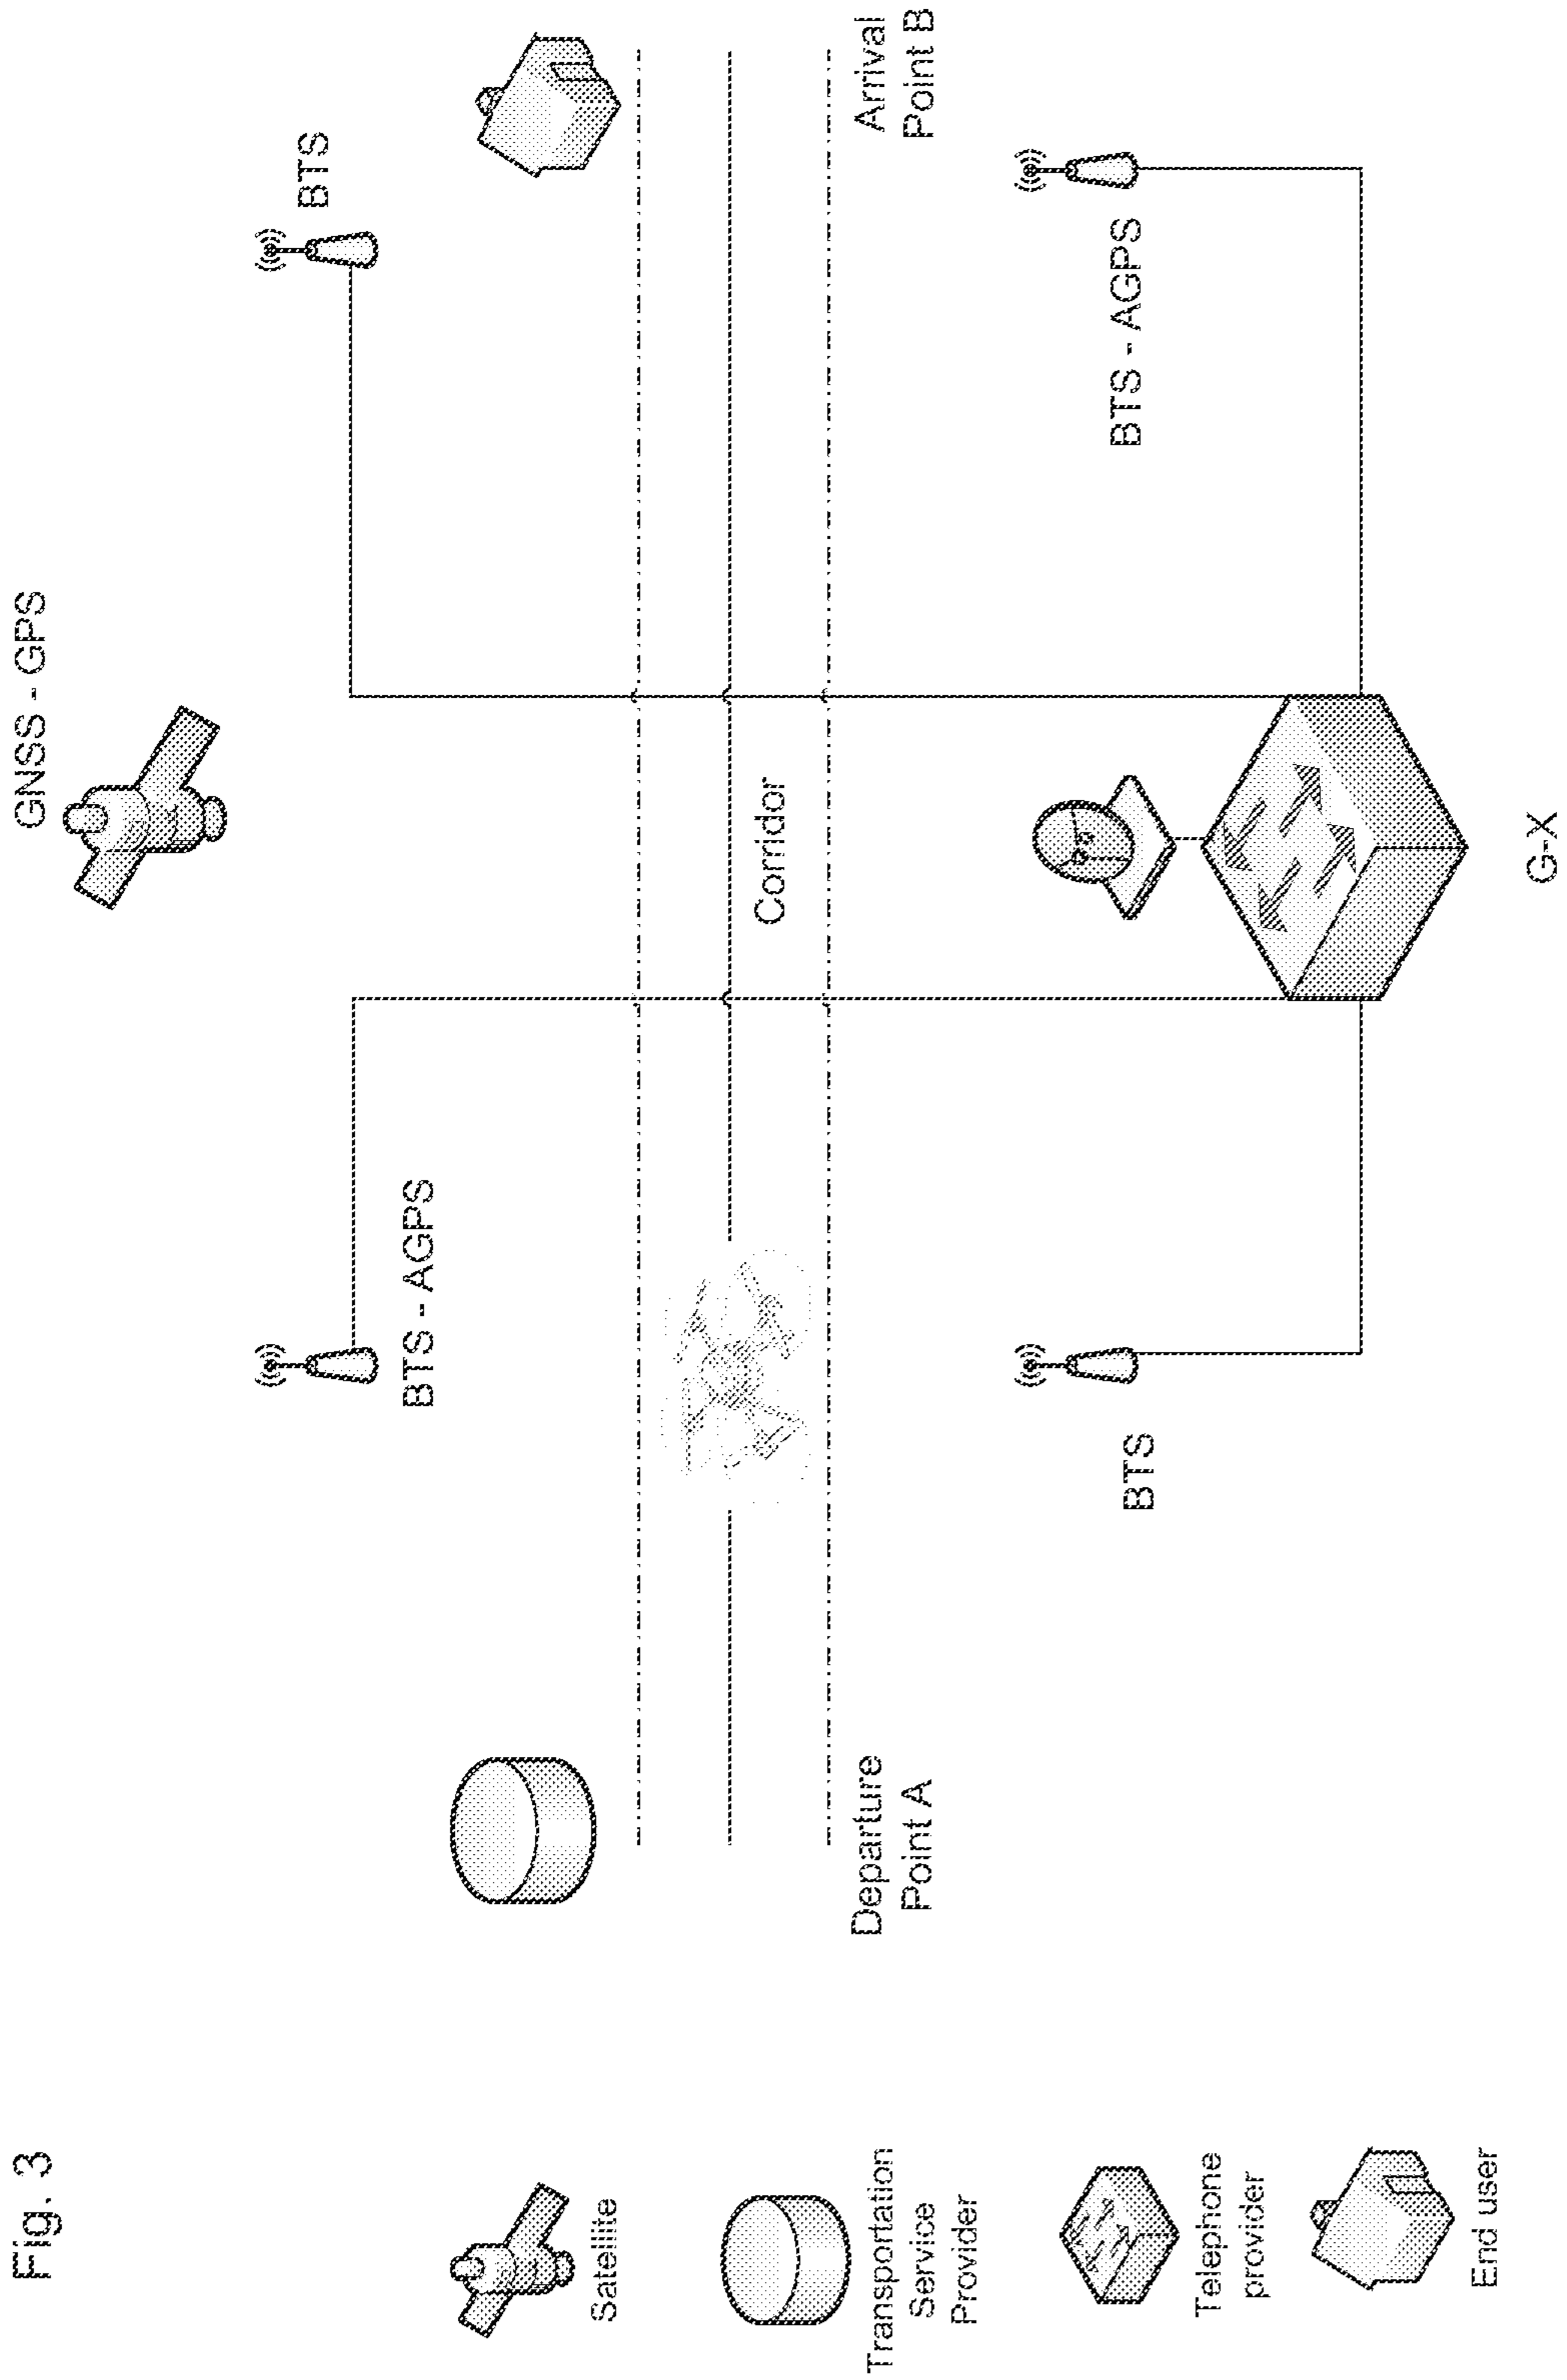 Fig. 3
Satellite
Transportation
Service
Provider
Telephone
provider
End user
GNSS - GPS
BTS
BTS - AGPS
Departure
Point A
Corridor
Arrival
Point B
BTS
BTS - AGPS
G-X